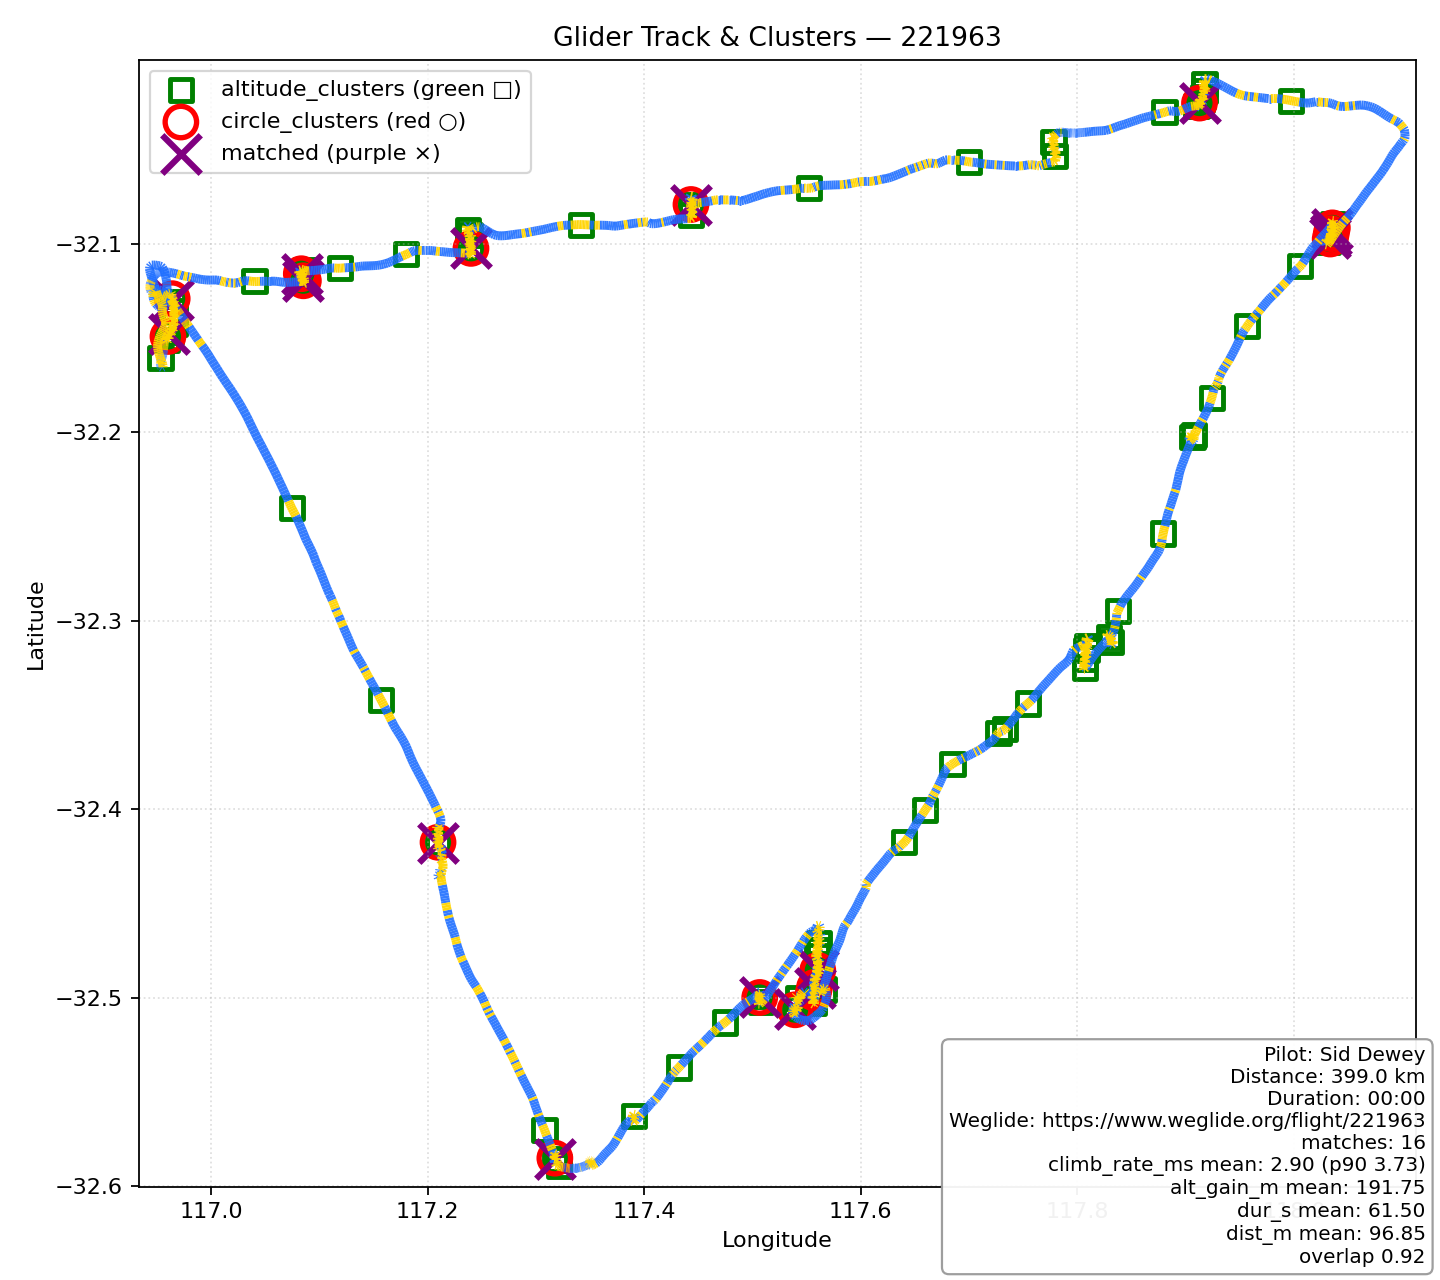 Glider Track & Clusters — 221963
altitude_clusters (green □)
circle_clusters (red ○)
matched (purple ×)
Latitude
−32.1
−32.2
−32.3
−32.4
−32.5
−32.6
117.0
117.2
117.4
117.6
117.8
Longitude
Pilot: Sid Dewey
Distance: 399.0 km
Duration: 00:00
Weglide: https://www.weglide.org/flight/221963
matches: 16
climb_rate_ms mean: 2.90 (p90 3.73)
alt_gain_m mean: 191.75
dur_s mean: 61.50
dist_m mean: 96.85
overlap 0.92